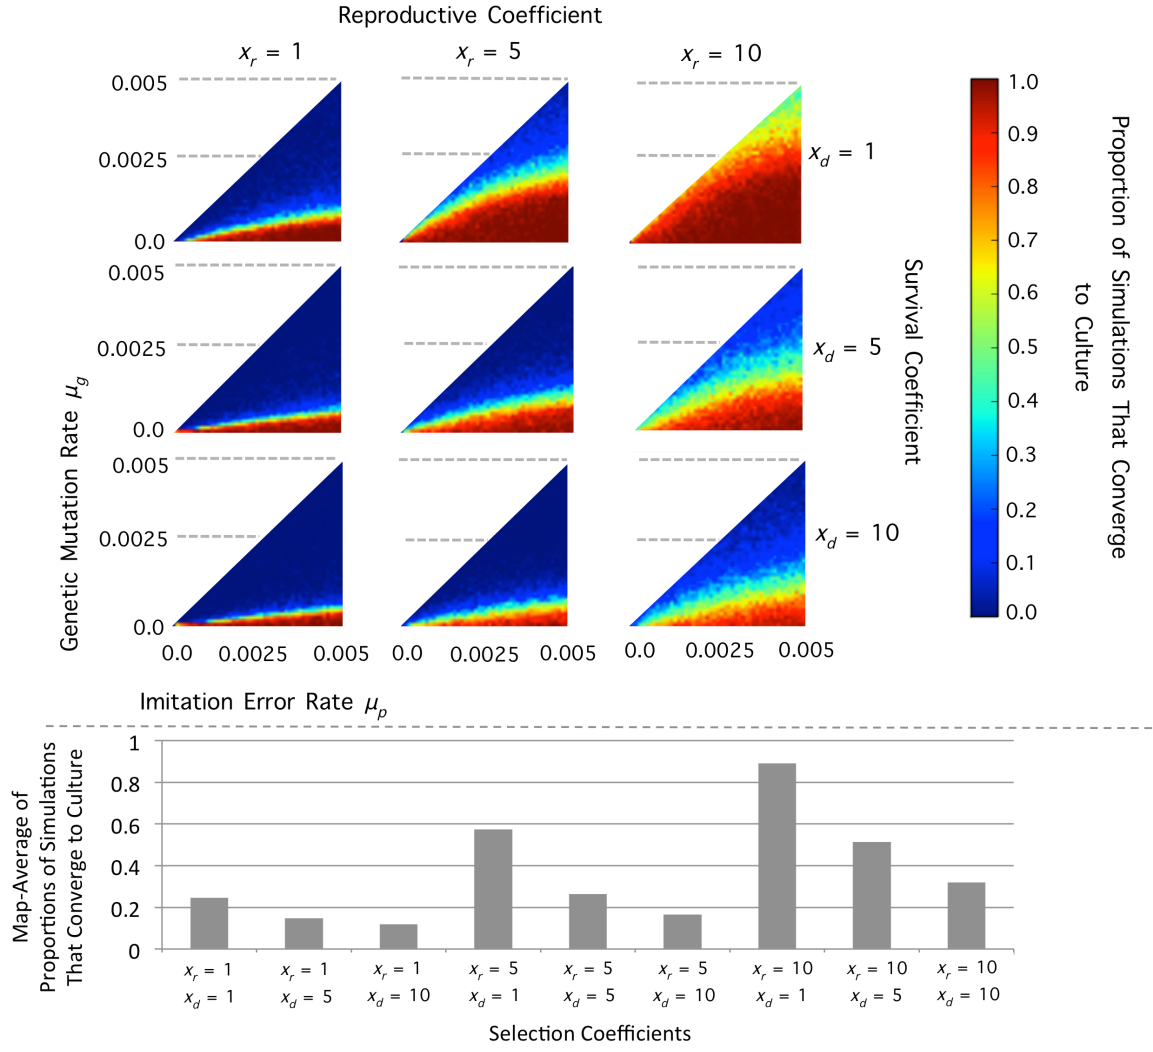 Reproductive Coefficient
x_r = 1 x_r = 5 x_r = 10
0.005
0.0025
0.0
x_d = 1
0.005
0.0025
0.0
x_d = 5
0.005
0.0025
0.0
x_d = 10
0.0 0.0025 0.005 0.0 0.0025 0.005 0.0 0.0025 0.005
Genetic Mutation Rate μ_g
Imitation Error Rate μ_p
Survival Coefficient
1.0
0.9
0.8
0.7
0.6
0.5
0.4
0.3
0.2
0.1
0.0
Proportion of Simulations That Converge
to Culture
Map-Average of
Proportions of Simulations
That Converge to Culture
1
0.8
0.6
0.4
0.2
0
x_r = 1 x_r = 1 x_r = 1 x_r = 5 x_r = 5 x_r = 5 x_r = 10 x_r = 10 x_r = 10
x_d = 1 x_d = 5 x_d = 10 x_d = 1 x_d = 5 x_d = 10 x_d = 1 x_d = 5 x_d = 10
Selection Coefficients